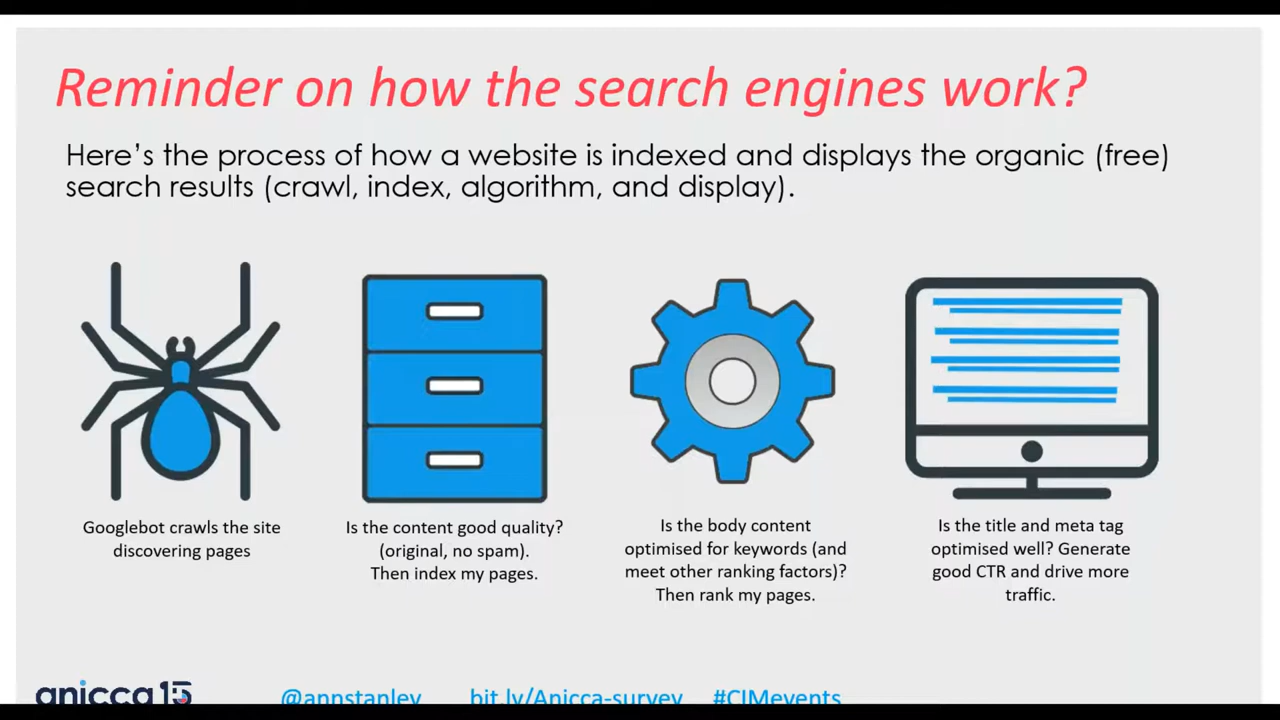 Reminder on how the search engines work?
Here's the process of how a website is indexed and displays the organic (free)
search results (crawl, index, algorithm, and display).
Googlebot crawls the site
discovering pages
Is the content good quality?
(original, no spam).
Then index my pages.
Is the body content
optimised for keywords (and
meet other ranking factors)?
Then rank my pages.
Is the title and meta tag
optimised well? Generate
good CTR and drive more
traffic.
anicca 15
@annstanley
bit.ly/Anicca-survey
#CIMevents